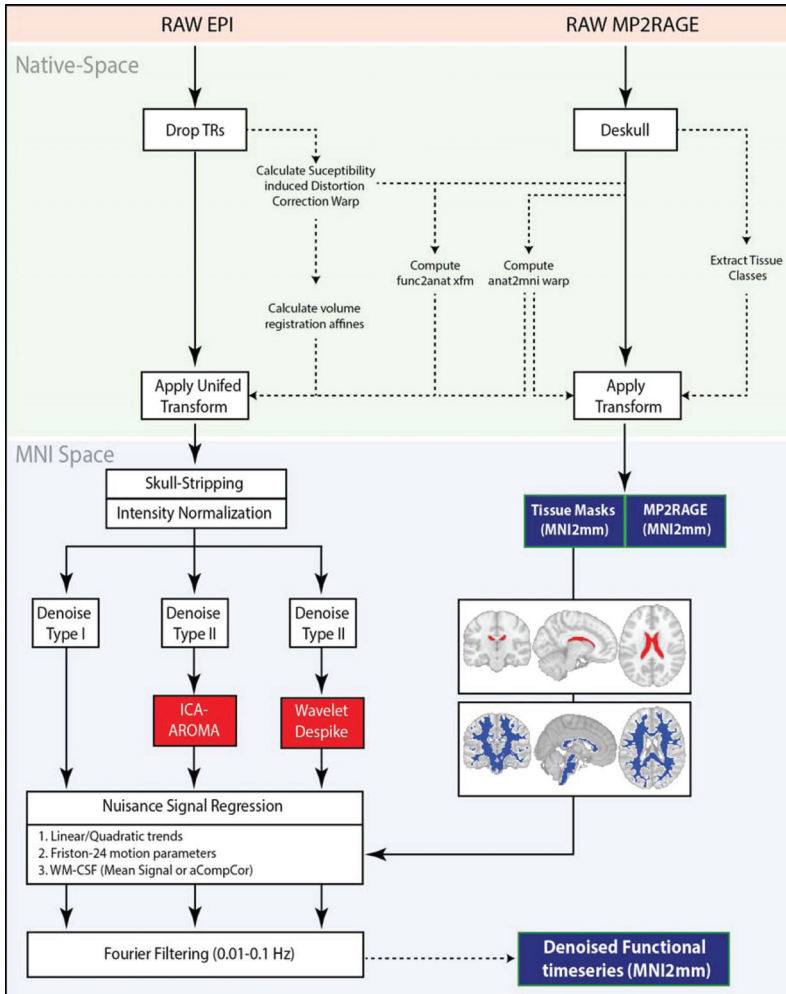 RAW EPI
RAW MP2RAGE
Native-Space
Drop TRs
Deskull
Calculate Suceptibility
induced Distortion
Correction Warp
Compute
func2anat xfm
Compute
anat2mni warp
Extract Tissue
Classes
Calculate volume
registration affines
Apply Unifed
Transform
Apply
Transform
MNI Space
Skull-Stripping
Intensity Normalization
Tissue Masks
(MNI2mm)
MP2RAGE
(MNI2mm)
Denoise
Type I
Denoise
Type II
Denoise
Type II
ICA-
AROMA
Wavelet
Despike
Nuisance Signal Regression
1. Linear/Quadratic trends
2. Friston-24 motion parameters
3. WM-CSF (Mean Signal or aCompCor)
Fourier Filtering (0.01-0.1 Hz)
Denoised Functional
timeseries (MNI2mm)